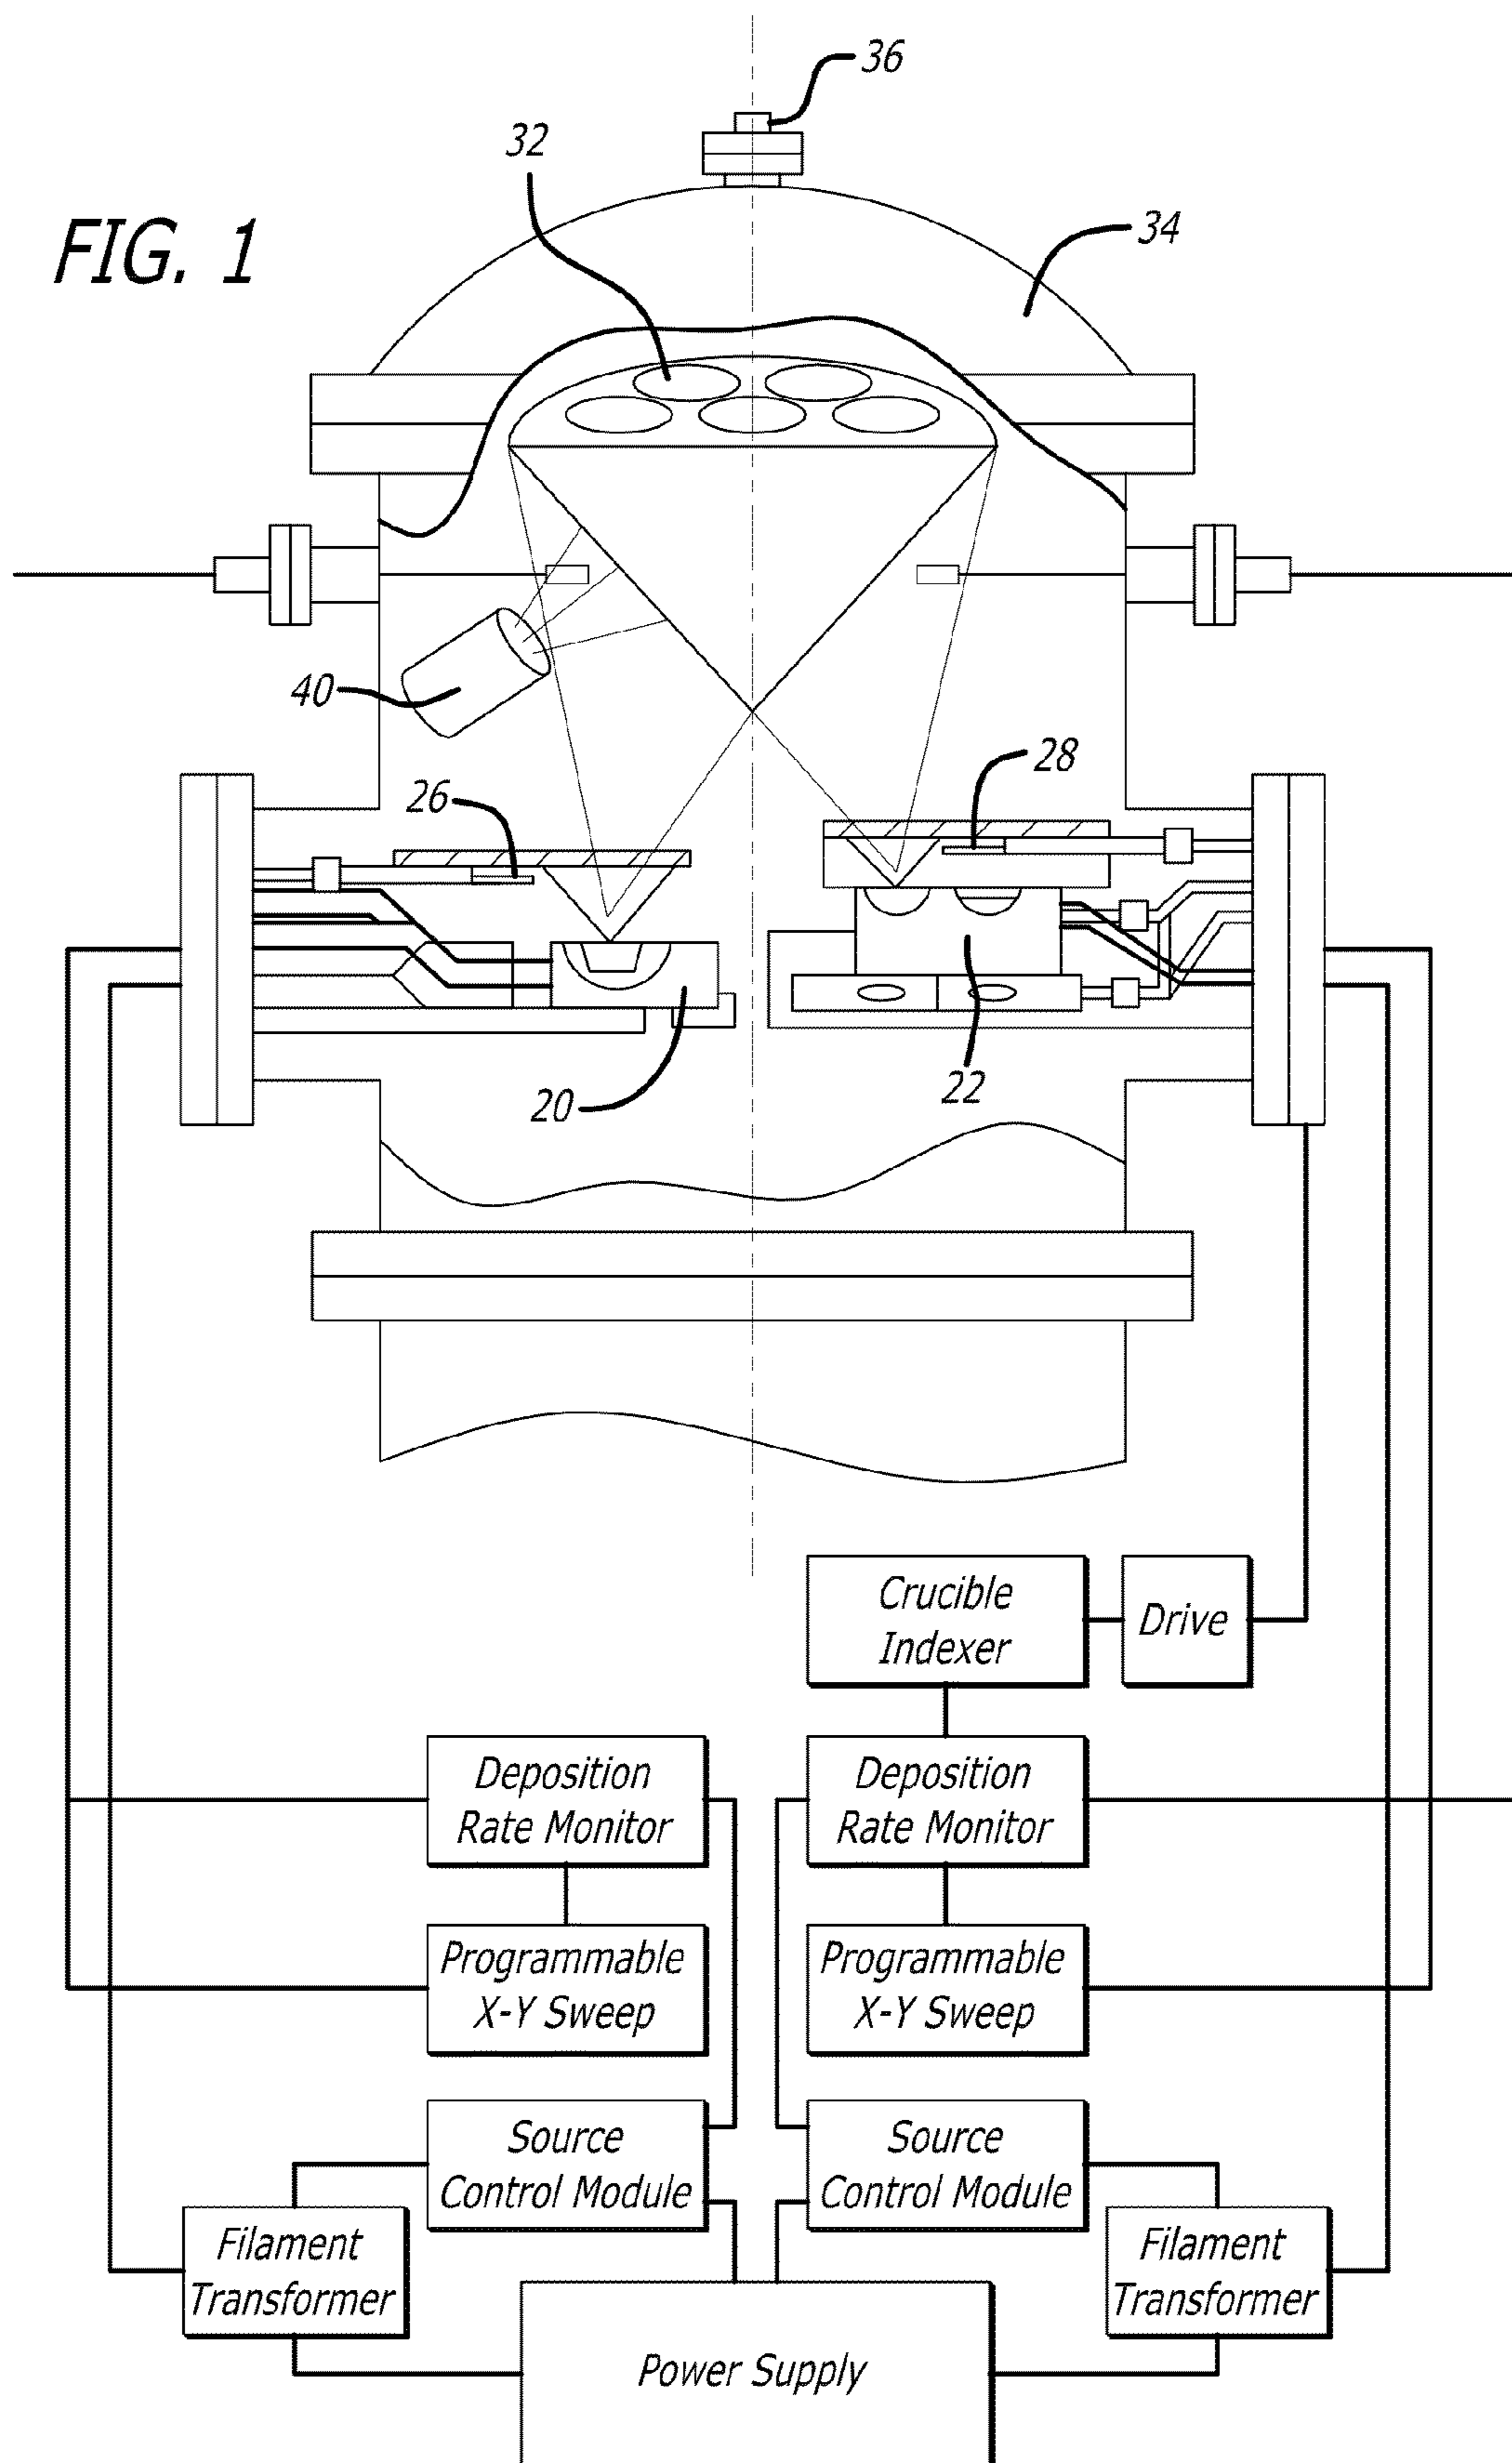 36
32
34
FIG. 1
40
28
26
22
20
Crucible
Indexer
Drive
Deposition
Rate Monitor
Deposition
Rate Monitor
Programmable
X-Y Sweep
Programmable
X-Y Sweep
Source
Control Module
Source
Control Module
Filament
Transformer
Filament
Transformer
Power Supply